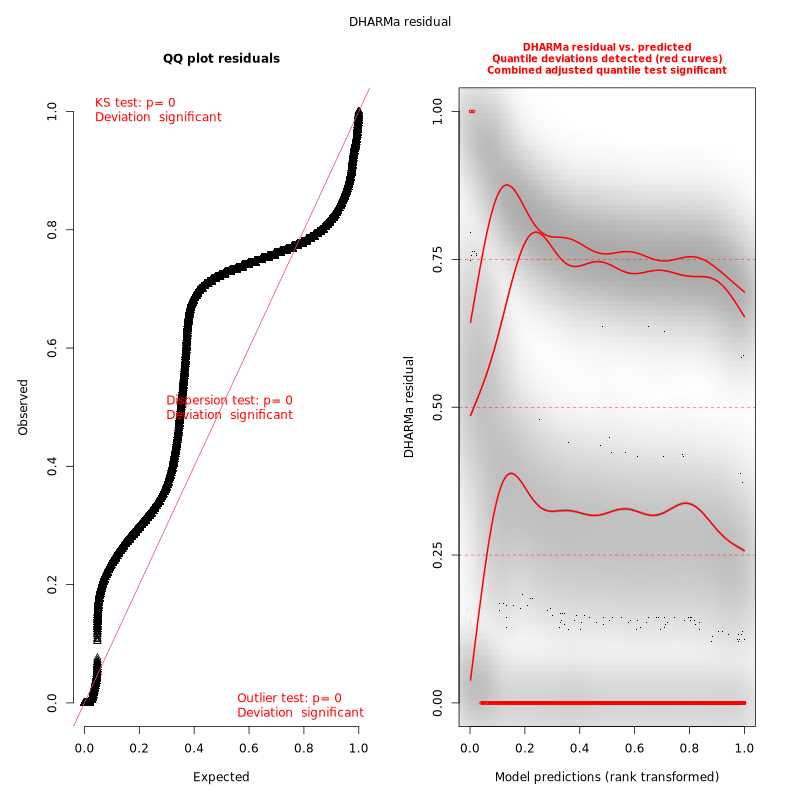 DHARMa residual
QQ plot residuals
KS test: p= 0
Deviation significant
Dispersion test: p= 0
Deviation significant
Outlier test: p= 0
Deviation significant
Observed
0.0 0.2 0.4 0.6 0.8 1.0
0.0 0.2 0.4 0.6 0.8 1.0
Expected
DHARMa residual vs. predicted
Quantile deviations detected (red curves)
Combined adjusted quantile test significant
DHARMa residual
0.00 0.25 0.50 0.75 1.00
0.0 0.2 0.4 0.6 0.8 1.0
Model predictions (rank transformed)